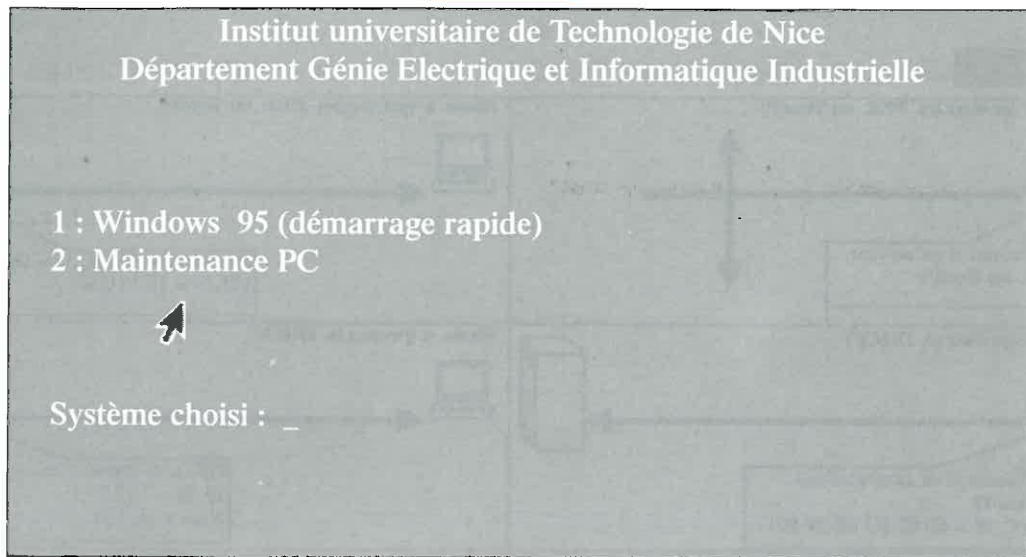 Institut universitaire de Technologie de Nice
Département Génie Electrique et Informatique Industrielle
1 : Windows 95 (démarrage rapide)
2 : Maintenance PC
Système choisi : _